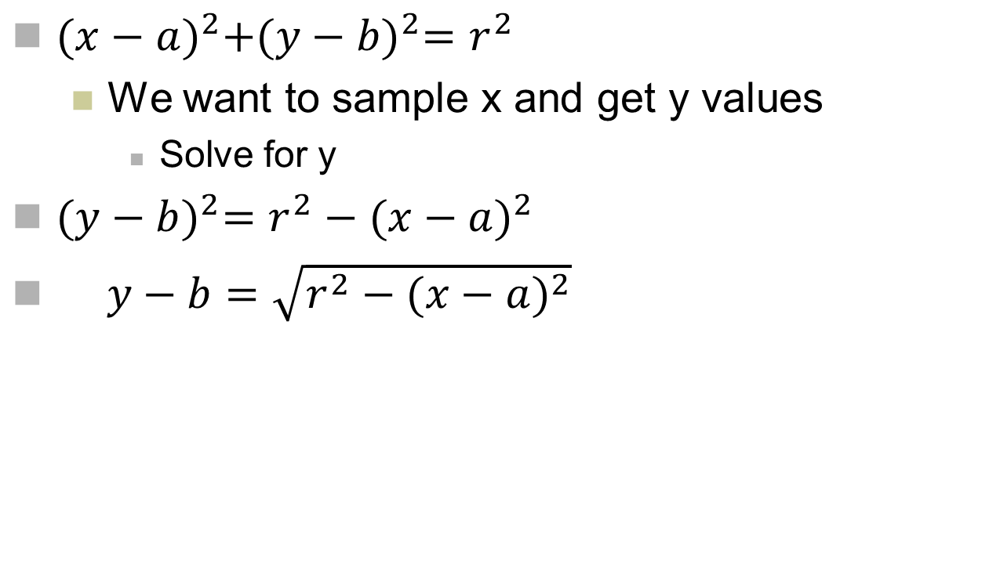 (x − a)²+(y − b)²= r²
We want to sample x and get y values
Solve for y
(y − b)²= r² − (x − a)²
y − b = √(r² − (x − a)²)